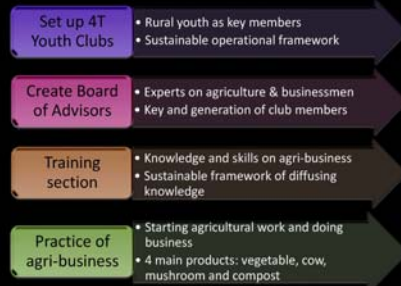 Set up 4T
Youth Clubs
• Rural youth as key members
• Sustainable operational framework
Create Board
of Advisors
• Experts on agriculture & businessmen
• Key and generation of club members
Training
section
• Knowledge and skills on agri-business
• Sustainable framework of diffusing
knowledge
Practice of
agri-business
• Starting agricultural work and doing
business
• 4 main products: vegetable, cow,
mushroom and compost